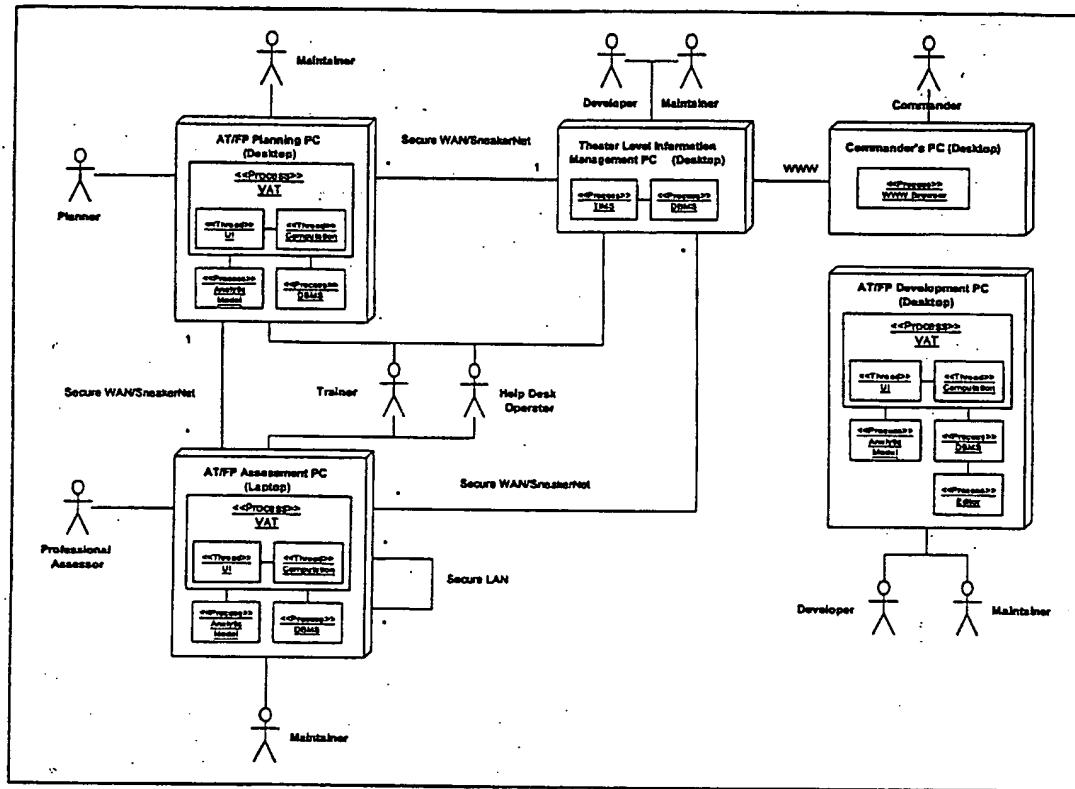 Maintainer
Developer
Maintainer
Commander
AT/FP Planning PC
(Desktop)
<<Process>>
VAT
<<Thread>>
UI
<<Thread>>
Computation
<<Process>>
Analytic
Model
<<Process>>
DBMS
Planner
Secure WAN/SneakerNet
*
1
Theater Level Information
Management PC (Desktop)
<<Process>>
<<Process>>
DBMS
*
WWW
Commander's PC (Desktop)
<<Process>>
WWW Browser
AT/FP Development PC
(Desktop)
<<Process>>
VAT
<<Thread>>
UI
<<Thread>>
Computation
<<Process>>
Analytic
Model
<<Process>>
DBMS
<<Process>>
Editor
1
Secure WAN/SneakerNet
*
Trainer
Help Desk
Operator
AT/FP Assessment PC
(Laptop)
<<Process>>
VAT
<<Thread>>
UI
<<Thread>>
Computation
<<Process>>
Analytic
Model
<<Process>>
DBMS
Professional
Assessor
Secure WAN/SneakerNet
*
*
Secure LAN
*
Developer
Maintainer
Maintainer